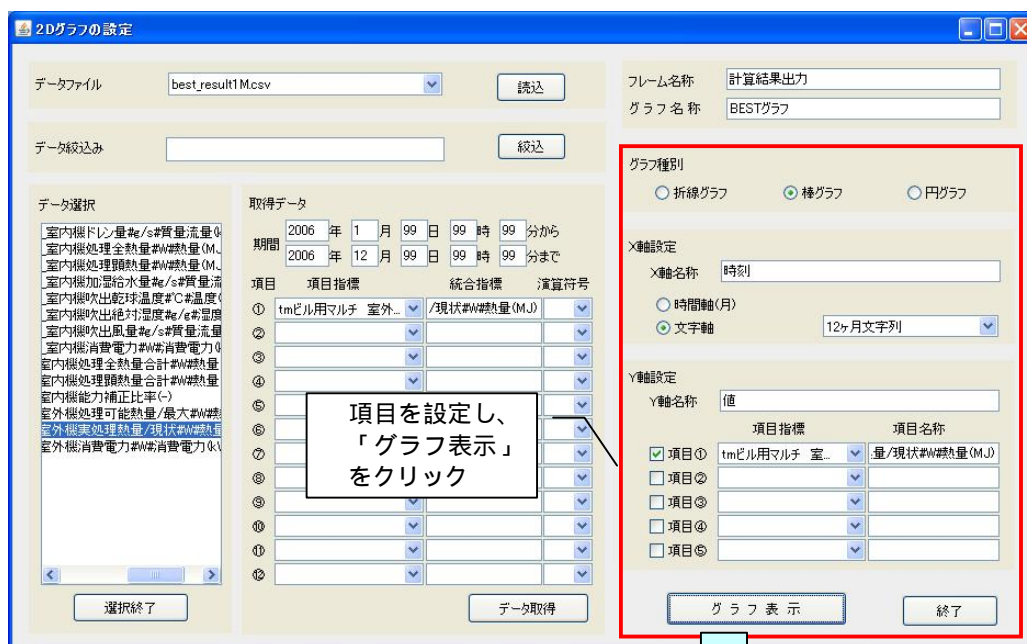 2Dグラフの設定
データファイル
best_result1M.csv
読込
データ絞込み
絞込
フレーム名称
計算結果出力
グラフ名称
BESTグラフ
データ選択
_室内機ドレン量#g/s#質量流量(k
_室内機処理全熱量#W#熱量(MJ
_室内機処理顕熱量#W#熱量(MJ
_室内機加湿給水量#g/s#質量流
_室内機吹出乾球温度#℃#温度(
_室内機吹出絶対湿度#g/g#湿度
_室内機吹出風量#g/s#質量流量
_室内機消費電力#W#消費電力(k
室内機処理全熱量合計#W#熱量
室内機処理顕熱量合計#W#熱量
室内機能力補正比率(-)
室外機処理可能熱量/最大#W#熱
室外機実処理熱量/現状#W#熱量
室外機消費電力#W#消費電力(kW
選択終了
取得データ
期間
2006 年 1 月 99 日 99 時 99 分から
2006 年 12 月 99 日 99 時 99 分まで
項目 項目指標 統合指標 演算符号
① tmビル用マルチ 室外... /現状#W#熱量(MJ)
②
③
④
⑤
⑥
⑦
⑧
⑨
⑩
⑪
⑫
データ取得
項目を設定し、
「グラフ表示」
をクリック
グラフ種別
折線グラフ 棒グラフ 円グラフ
X軸設定
X軸名称 時刻
時間軸(月)
文字軸 12ヶ月文字列
Y軸設定
Y軸名称 値
項目指標 項目名称
項目① tmビル用マルチ 室... 量/現状#W#熱量(MJ)
項目②
項目③
項目④
項目⑤
グラフ表示
終了